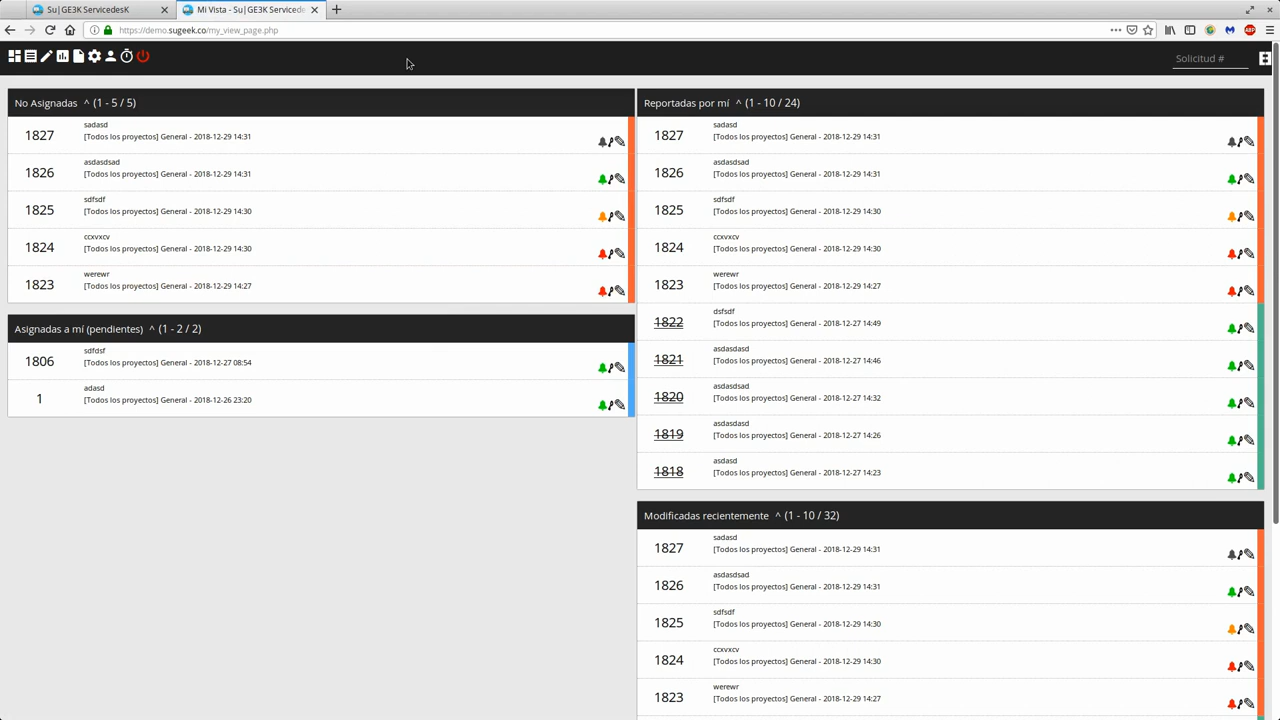 Su|GE3K ServicedesK
Mi Vista - Su|GE3K Servicede
https://demo.sugeek.co/my_view_page.php
ABP
Solicitud #
No Asignadas ^ (1 - 5 / 5)
1827
sadasd
[Todos los proyectos] General - 2018-12-29 14:31
1826
asdasdsad
[Todos los proyectos] General - 2018-12-29 14:31
1825
sdfsdf
[Todos los proyectos] General - 2018-12-29 14:30
1824
ccxvxcv
[Todos los proyectos] General - 2018-12-29 14:30
1823
werewr
[Todos los proyectos] General - 2018-12-29 14:27
Asignadas a mí (pendientes) ^ (1 - 2 / 2)
1806
sdfdsf
[Todos los proyectos] General - 2018-12-27 08:54
1
adasd
[Todos los proyectos] General - 2018-12-26 23:20
Reportadas por mí ^ (1 - 10 / 24)
1827
sadasd
[Todos los proyectos] General - 2018-12-29 14:31
1826
asdasdsad
[Todos los proyectos] General - 2018-12-29 14:31
1825
sdfsdf
[Todos los proyectos] General - 2018-12-29 14:30
1824
ccxvxcv
[Todos los proyectos] General - 2018-12-29 14:30
1823
werewr
[Todos los proyectos] General - 2018-12-29 14:27
1822
dsfsdf
[Todos los proyectos] General - 2018-12-27 14:49
1821
asdasdasd
[Todos los proyectos] General - 2018-12-27 14:46
1820
asdasdsad
[Todos los proyectos] General - 2018-12-27 14:32
1819
asdasdasd
[Todos los proyectos] General - 2018-12-27 14:26
1818
asdasd
[Todos los proyectos] General - 2018-12-27 14:23
Modificadas recientemente ^ (1 - 10 / 32)
1827
sadasd
[Todos los proyectos] General - 2018-12-29 14:31
1826
asdasdsad
[Todos los proyectos] General - 2018-12-29 14:31
1825
sdfsdf
[Todos los proyectos] General - 2018-12-29 14:30
1824
ccxvxcv
[Todos los proyectos] General - 2018-12-29 14:30
1823
werewr
[Todos los proyectos] General - 2018-12-29 14:27